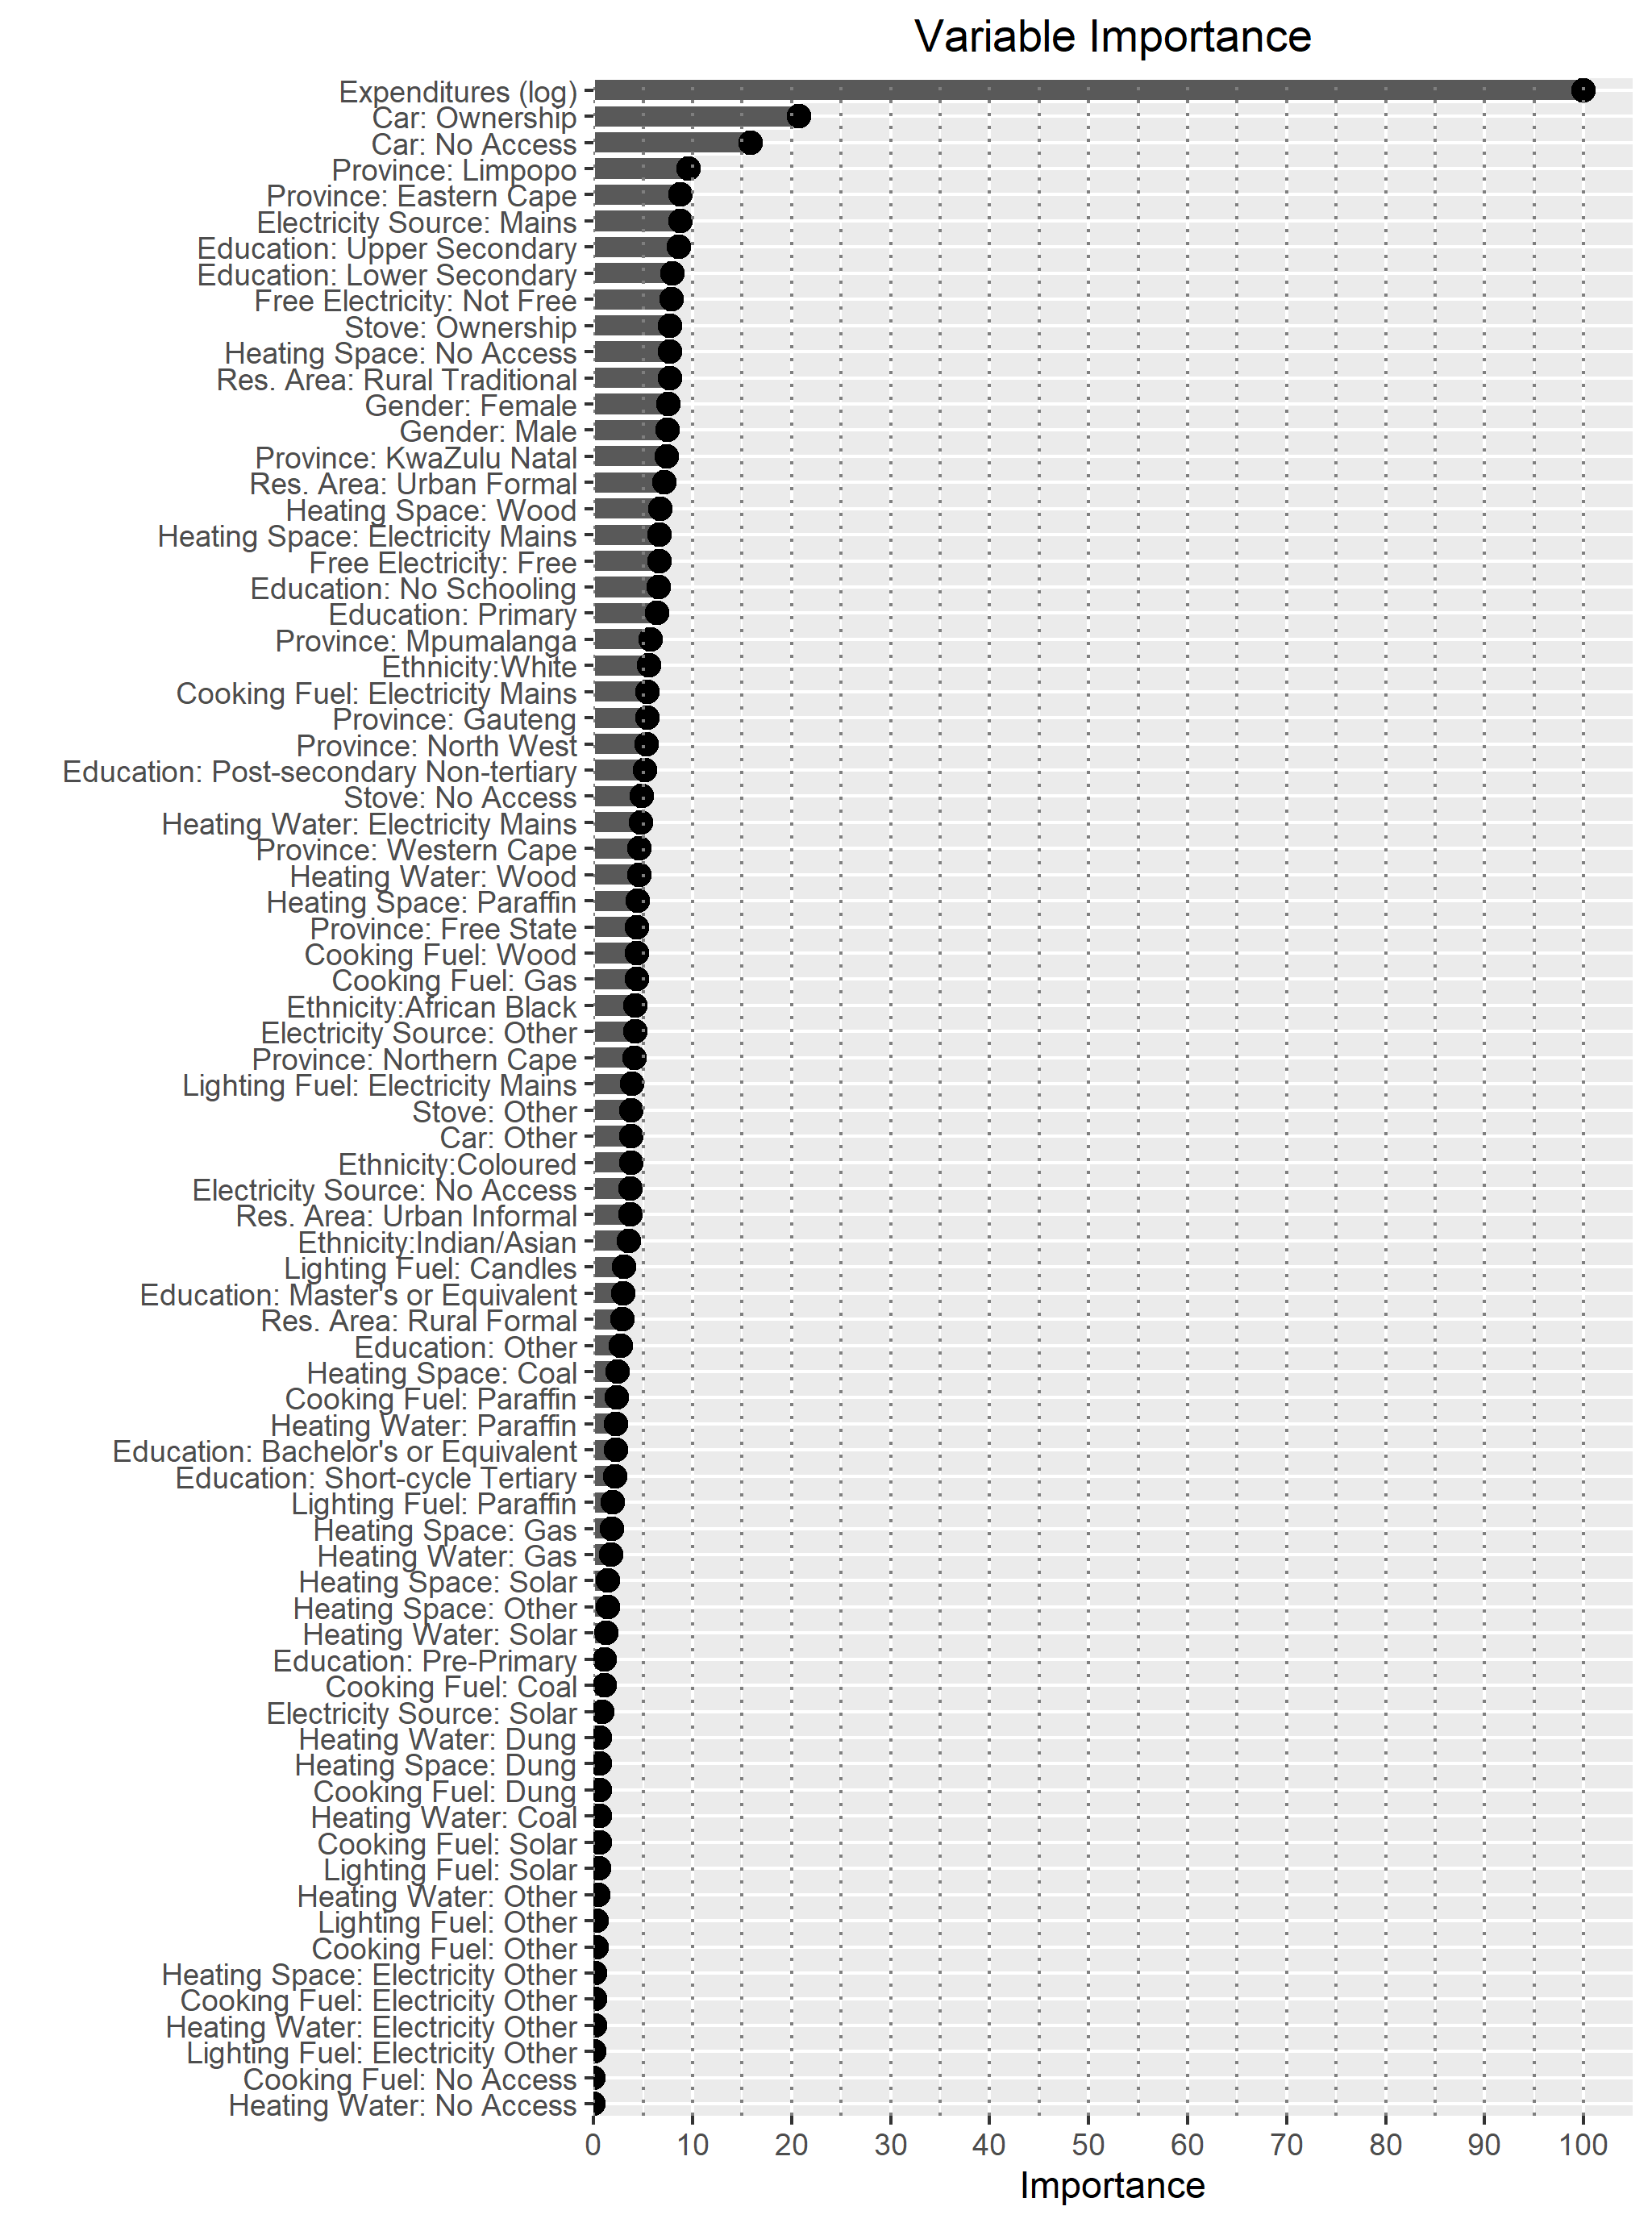 Variable Importance
Expenditures (log)
Car: Ownership
Car: No Access
Province: Limpopo
Province: Eastern Cape
Electricity Source: Mains
Education: Upper Secondary
Education: Lower Secondary
Free Electricity: Not Free
Stove: Ownership
Heating Space: No Access
Res. Area: Rural Traditional
Gender: Female
Gender: Male
Province: KwaZulu Natal
Res. Area: Urban Formal
Heating Space: Wood
Heating Space: Electricity Mains
Free Electricity: Free
Education: No Schooling
Education: Primary
Province: Mpumalanga
Ethnicity:White
Cooking Fuel: Electricity Mains
Province: Gauteng
Province: North West
Education: Post-secondary Non-tertiary
Stove: No Access
Heating Water: Electricity Mains
Province: Western Cape
Heating Water: Wood
Heating Space: Paraffin
Province: Free State
Cooking Fuel: Wood
Cooking Fuel: Gas
Ethnicity:African Black
Electricity Source: Other
Province: Northern Cape
Lighting Fuel: Electricity Mains
Stove: Other
Car: Other
Ethnicity:Coloured
Electricity Source: No Access
Res. Area: Urban Informal
Ethnicity:Indian/Asian
Lighting Fuel: Candles
Education: Master's or Equivalent
Res. Area: Rural Formal
Education: Other
Heating Space: Coal
Cooking Fuel: Paraffin
Heating Water: Paraffin
Education: Bachelor's or Equivalent
Education: Short-cycle Tertiary
Lighting Fuel: Paraffin
Heating Space: Gas
Heating Water: Gas
Heating Space: Solar
Heating Space: Other
Heating Water: Solar
Education: Pre-Primary
Cooking Fuel: Coal
Electricity Source: Solar
Heating Water: Dung
Heating Space: Dung
Cooking Fuel: Dung
Heating Water: Coal
Cooking Fuel: Solar
Lighting Fuel: Solar
Heating Water: Other
Lighting Fuel: Other
Cooking Fuel: Other
Heating Space: Electricity Other
Cooking Fuel: Electricity Other
Heating Water: Electricity Other
Lighting Fuel: Electricity Other
Cooking Fuel: No Access
Heating Water: No Access
0 10 20 30 40 50 60 70 80 90 100
Importance